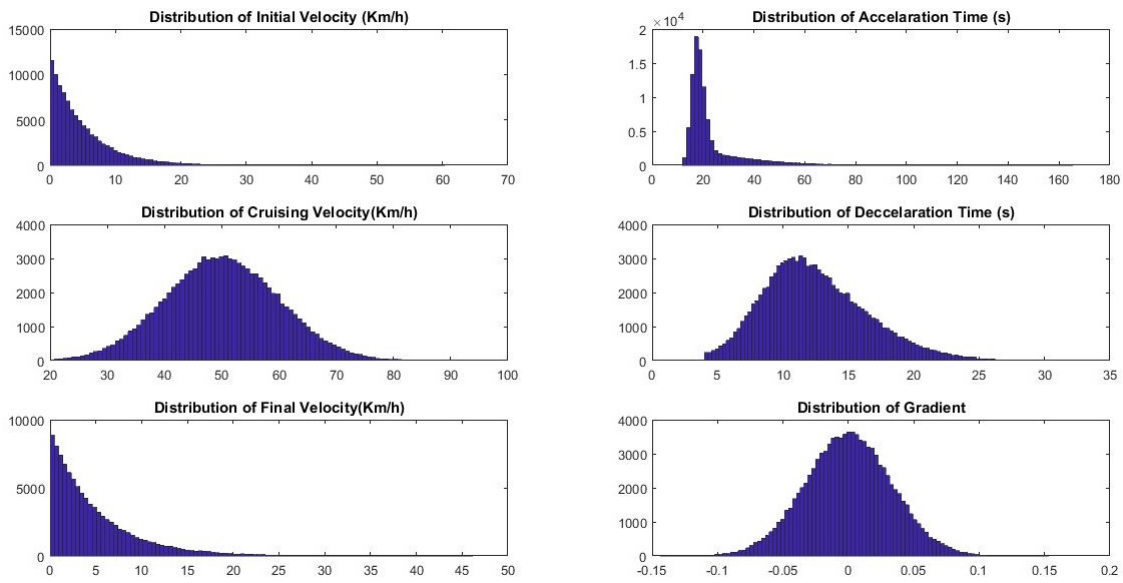 Distribution of Initial Velocity (Km/h)
15000
10000
5000
0
0 10 20 30 40 50 60 70
Distribution of Accelaration Time (s)
2 ×10^4
1.5
1
0.5
0
0 20 40 60 80 100 120 140 160 180
Distribution of Cruising Velocity(Km/h)
4000
3000
2000
1000
0
20 30 40 50 60 70 80 90 100
Distribution of Deccelaration Time (s)
4000
3000
2000
1000
0
0 5 10 15 20 25 30 35
Distribution of Final Velocity(Km/h)
10000
5000
0
0 5 10 15 20 25 30 35 40 45 50
Distribution of Gradient
4000
3000
2000
1000
0
-0.15 -0.1 -0.05 0 0.05 0.1 0.15 0.2